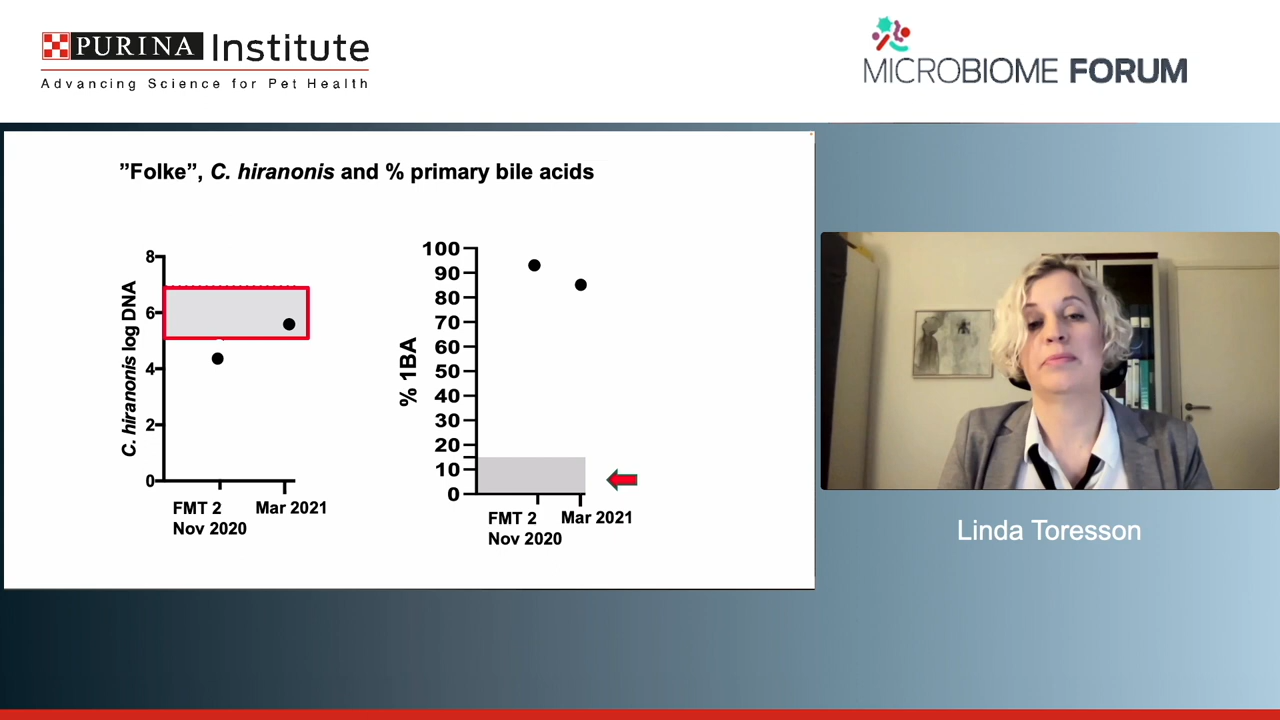 PURINA Institute
Advancing Science for Pet Health
MICROBIOME FORUM
”Folke”, C. hiranonis and % primary bile acids
C. hiranonis log DNA
8
6
4
2
0
FMT 2
Nov 2020
Mar 2021
% 1BA
100
90
80
70
60
50
40
30
20
10
0
FMT 2
Nov 2020
Mar 2021
Linda Toresson